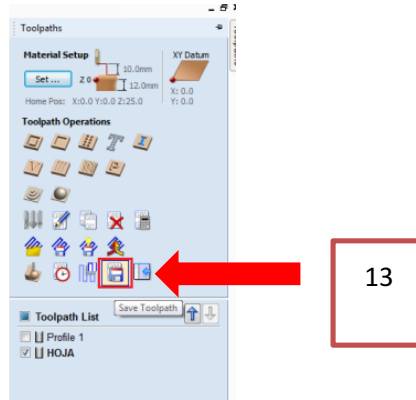 Toolpaths
Material Setup
XY Datum
10.0mm
Set ...
Z 0
12.0mm
X: 0.0
Home Pos: X:0.0 Y:0.0 Z:25.0
Y: 0.0
Toolpath Operations
13
Save Toolpath
Toolpath List
Profile 1
HOJA